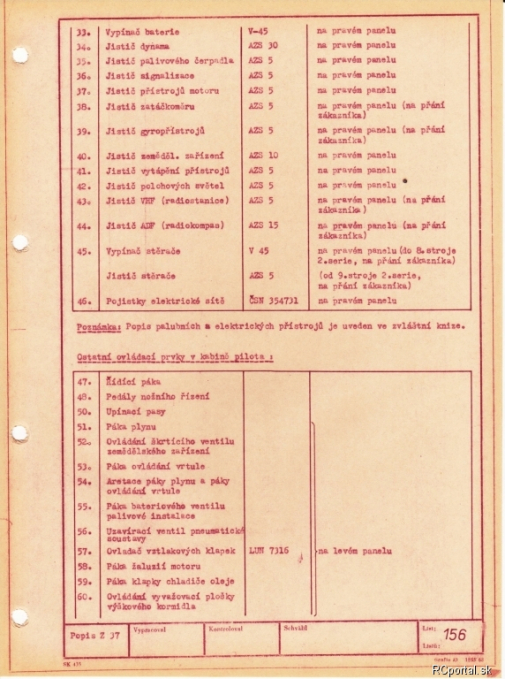 33. Vypínač baterie V-45 na pravém panelu
34. Jistič dynama AZS 30 na pravém panelu
35. Jistič palivového čerpadla AZS 5 na pravém panelu
36. Jistič signalizace AZS 5 na pravém panelu
37. Jistič přístrojů motoru AZS 5 na pravém panelu
38. Jistič zatáčkoměru AZS 5 na pravém panelu (na přání
zákazníka)
39. Jistič gyropřístrojů AZS 5 na pravém panelu (na přání
zákazníka)
40. Jistič zeměděl. zařízení AZS 10 na pravém panelu
41. Jistič vytápění přístrojů AZS 5 na pravém panelu
42. Jistič polohových světel AZS 5 na pravém panelu
43. Jistič VHF (radiostanice) AZS 5 na pravém panelu (na přání
zákazníka)
44. Jistič ADF (radiokompas) AZS 15 na pravém panelu (na přání
zákazníka)
45. Vypínač stěrače V 45 na pravém panelu (do 8.stroje
2.serie, na přání zákazníka)
Jistič stěrače AZS 5 (od 9.stroje 2.serie,
na přání zákazníka)
46. Pojistky elektrické sítě ČSN 354731 na pravém panelu
Poznámka: Popis palubních a elektrických přístrojů je uveden ve zvláštní knize.
Ostatní ovládací prvky v kabině pilota :
47. Řídící páka
48. Pedály nožního řízení
50. Upínací pasy
51. Páka plynu
52. Ovládání škrtícího ventilu
zemědělského zařízení
53. Páka ovládání vrtule
54. Aretace páky plynu a páky
ovládání vrtule
55. Páka bateriového ventilu
palivové instalace
56. Uzavírací ventil pneumatické
soustavy
57. Ovladač vztlakových klapek LUN 7316 na levém panelu
58. Páka žaluzií motoru
59. Páka klapky chladiče oleje
60. Ovládání vyvažovací plošky
výškového kormidla
Popis Z 37 Vypracoval Kontroloval Schválil List: 156
Listů:
SK 435
RCportal.sk